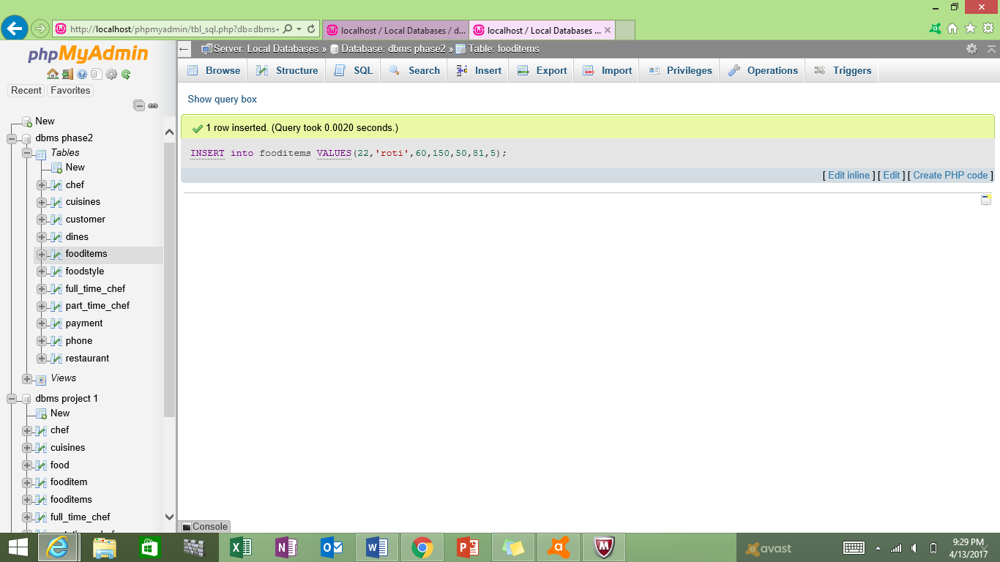 http://localhost/phpmyadmin/tbl_sql.php?db=dbms+
localhost / Local Databases / d...
localhost / Local Databases ...
phpMyAdmin
Recent
Favorites
New
dbms phase2
Tables
New
chef
cuisines
customer
dines
fooditems
foodstyle
full_time_chef
part_time_chef
payment
phone
restaurant
Views
dbms project 1
New
chef
cuisines
food
fooditem
fooditems
full_time_chef
Server: Local Databases » Database: dbms phase2 » Table: fooditems
Browse Structure SQL Search Insert Export Import Privileges Operations Triggers
Show query box
1 row inserted. (Query took 0.0020 seconds.)
INSERT into fooditems VALUES(22,'roti',60,150,50,81,5);
[ Edit inline ] [ Edit ] [ Create PHP code ]
Console
avast
9:29 PM
4/13/2017